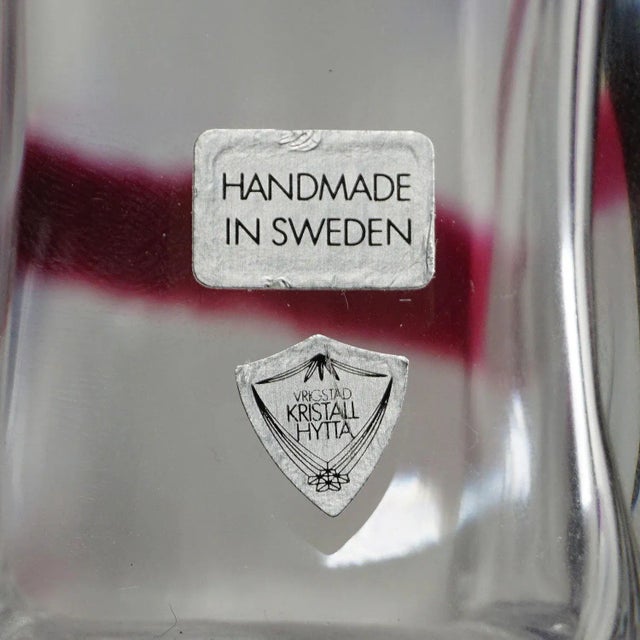 HANDMADE
IN SWEDEN
VRIGSTAD
KRISTALL
HYTTA